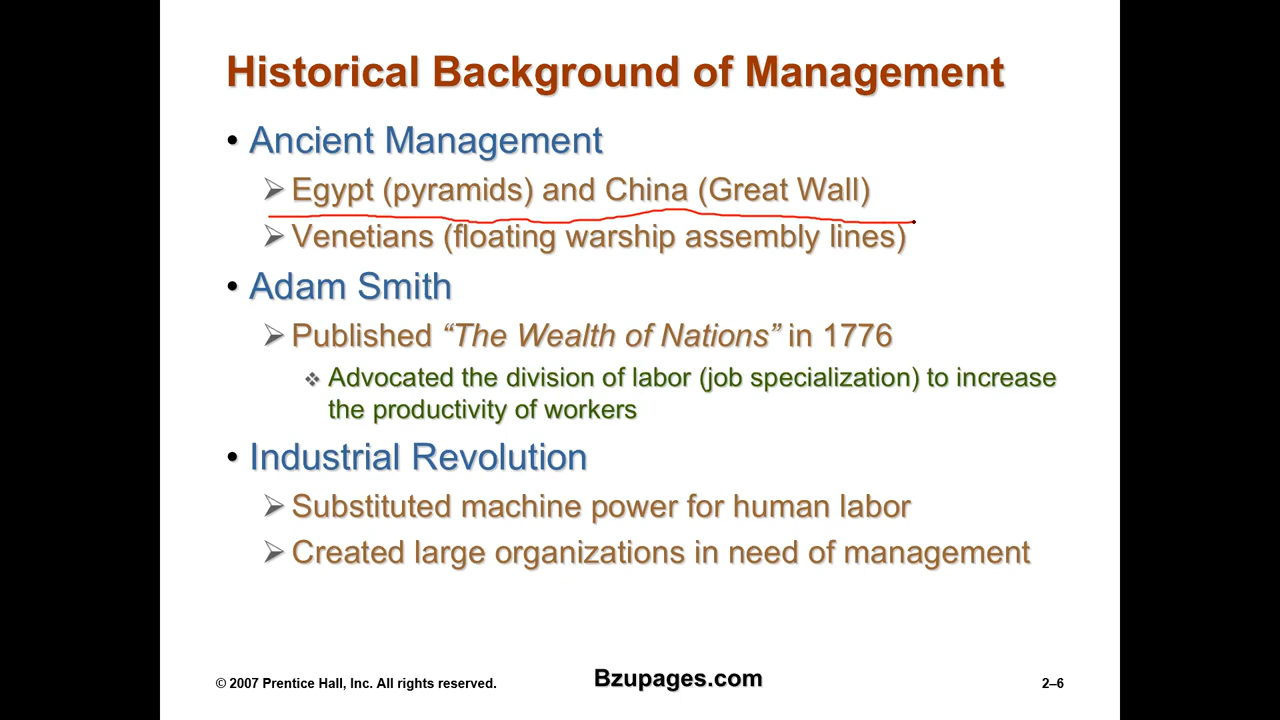 Historical Background of Management
• Ancient Management
➢ Egypt (pyramids) and China (Great Wall)
➢ Venetians (floating warship assembly lines)
• Adam Smith
➢ Published “The Wealth of Nations” in 1776
❖ Advocated the division of labor (job specialization) to increase
the productivity of workers
• Industrial Revolution
➢ Substituted machine power for human labor
➢ Created large organizations in need of management
© 2007 Prentice Hall, Inc. All rights reserved.
Bzupages.com
2–6